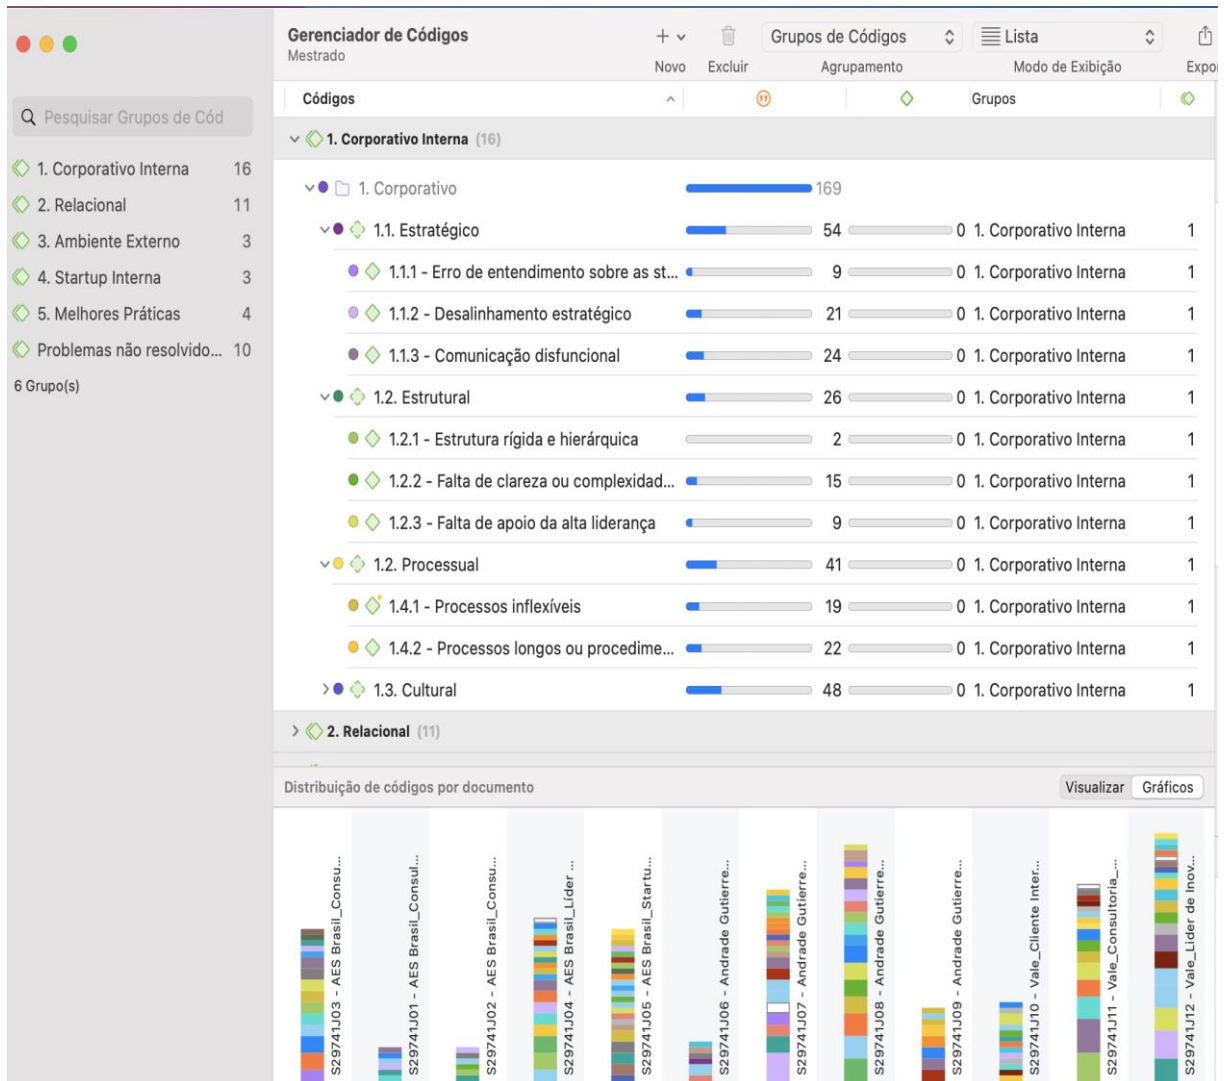 Gerenciador de Códigos
Mestrado
Novo
Excluir
Grupos de Códigos
Agrupamento
Lista
Modo de Exibição
Expor
Pesquisar Grupos de Cód
1. Corporativo Interna 16
2. Relacional 11
3. Ambiente Externo 3
4. Startup Interna 3
5. Melhores Práticas 4
Problemas não resolvido... 10
6 Grupo(s)
Códigos Grupos
1. Corporativo Interna (16)
1. Corporativo 169
1.1. Estratégico 54 0 1. Corporativo Interna 1
1.1.1 - Erro de entendimento sobre as st... 9 0 1. Corporativo Interna 1
1.1.2 - Desalinhamento estratégico 21 0 1. Corporativo Interna 1
1.1.3 - Comunicação disfuncional 24 0 1. Corporativo Interna 1
1.2. Estrutural 26 0 1. Corporativo Interna 1
1.2.1 - Estrutura rígida e hierárquica 2 0 1. Corporativo Interna 1
1.2.2 - Falta de clareza ou complexidad... 15 0 1. Corporativo Interna 1
1.2.3 - Falta de apoio da alta liderança 9 0 1. Corporativo Interna 1
1.2. Processual 41 0 1. Corporativo Interna 1
1.4.1 - Processos inflexíveis 19 0 1. Corporativo Interna 1
1.4.2 - Processos longos ou procedime... 22 0 1. Corporativo Interna 1
1.3. Cultural 48 0 1. Corporativo Interna 1
2. Relacional (11)
Distribuição de códigos por documento
Visualizar Gráficos
S29741J03 - AES Brasil_Consu...
S29741J01 - AES Brasil_Consul...
S29741J02 - AES Brasil_Consu...
S29741J04 - AES Brasil_Líder ...
S29741J05 - AES Brasil_Startu...
S29741J06 - Andrade Gutierre...
S29741J07 - Andrade Gutierre...
S29741J08 - Andrade Gutierre...
S29741J09 - Andrade Gutierre...
S29741J10 - Vale_Cliente Inter...
S29741J11 - Vale_Consultoria_...
S29741J12 - Vale_Líder de Inov...